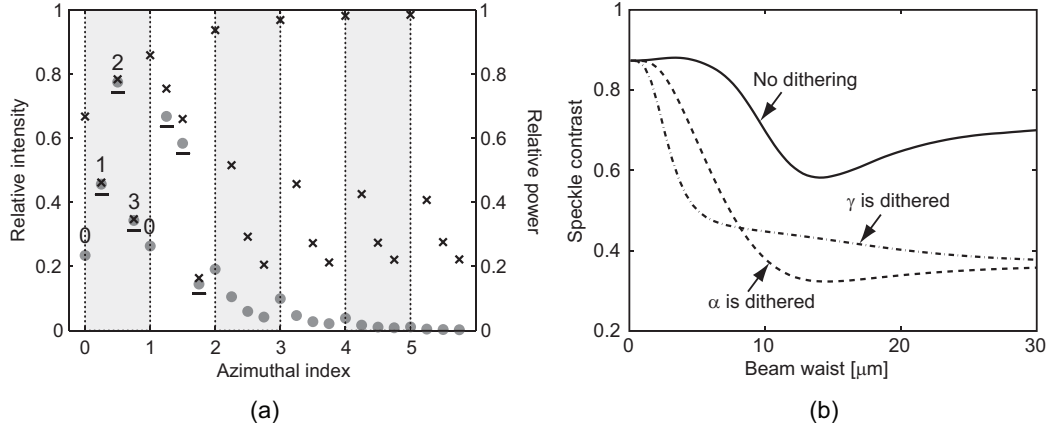 1 1
0.8 0.8
0.6 0.6
0.4 0.4
0.2 0.2
0 0
0 1 2 3 4 5
2
1
3
0 0
Relative intensity
Relative power
Azimuthal index
(a)
1.0
0.8
0.6
0.4
0.2
0 10 20 30
No dithering
γ is dithered
α is dithered
Speckle contrast
Beam waist [μm]
(b)